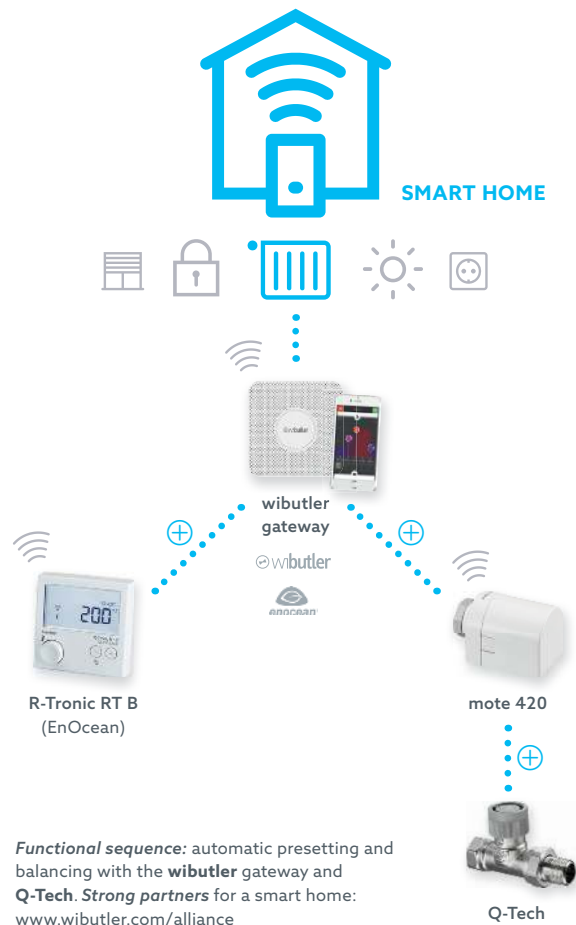 SMART HOME
wibutler
gateway
wibutler
enocean
R-Tronic RT B
(EnOcean)
mote 420
Functional sequence: automatic presetting and
balancing with the wibutler gateway and
Q-Tech. Strong partners for a smart home:
www.wibutler.com/alliance
Q-Tech